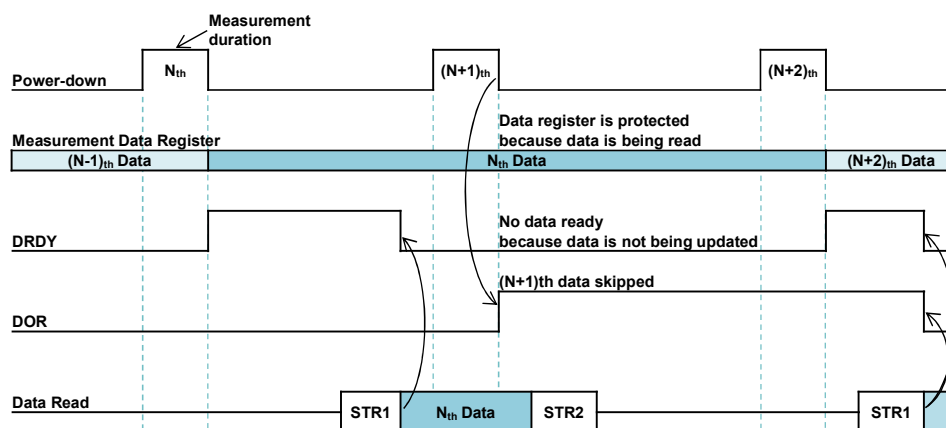 Measurement
duration
Power-down
Nth
(N+1)th
(N+2)th
Data register is protected
because data is being read
Measurement Data Register
(N-1)th Data
Nth Data
(N+2)th Data
No data ready
because data is not being updated
DRDY
(N+1)th data skipped
DOR
Data Read
STR1
Nth Data
STR2
STR1